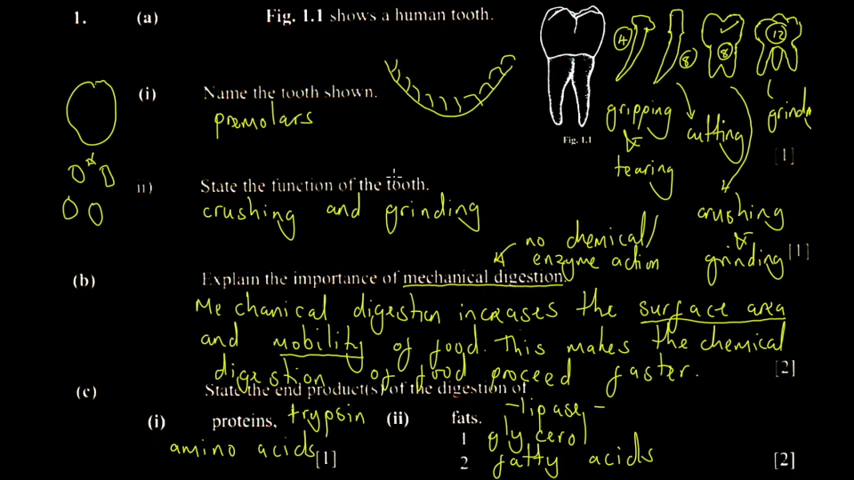 1. (a) Fig. 1.1 shows a human tooth.
4 8 8 12
(i) Name the tooth shown.
premolars
Fig. 1.1
gripping & tearing
cutting
grindn
[1]
ii) State the function of the tooth.
crushing and grinding
crushing & grinding
[1]
no chemical/
enzyme action
(b) Explain the importance of mechanical digestion.
Mechanical digestion increases the surface area
and mobility of food. This makes the chemical
digestion of food proceed faster.
[2]
(c) State the end product(s) of the digestion of
(i) proteins, trypsin (ii) fats. - lipase -
amino acids [1]
1 glycerol
2 fatty acids [2]